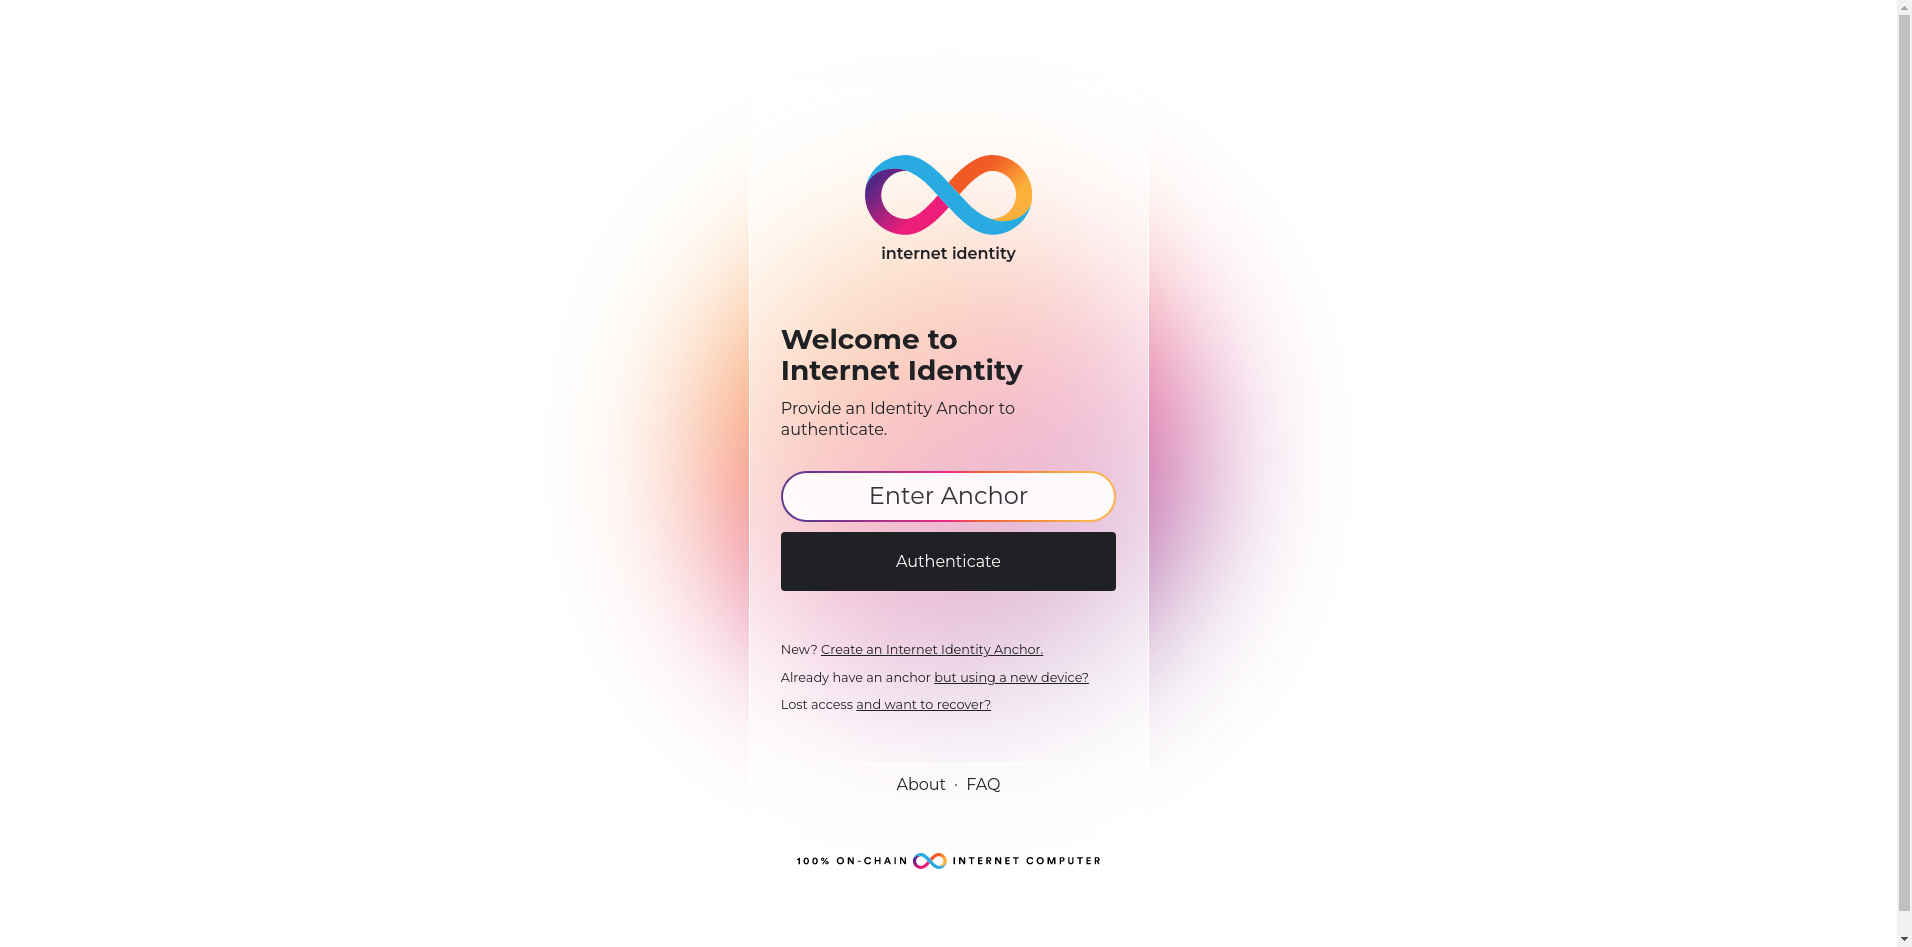 internet identity
Welcome to
Internet Identity
Provide an Identity Anchor to
authenticate.
Enter Anchor
Authenticate
New? Create an Internet Identity Anchor.
Already have an anchor but using a new device?
Lost access and want to recover?
About · FAQ
100% ON-CHAIN INTERNET COMPUTER